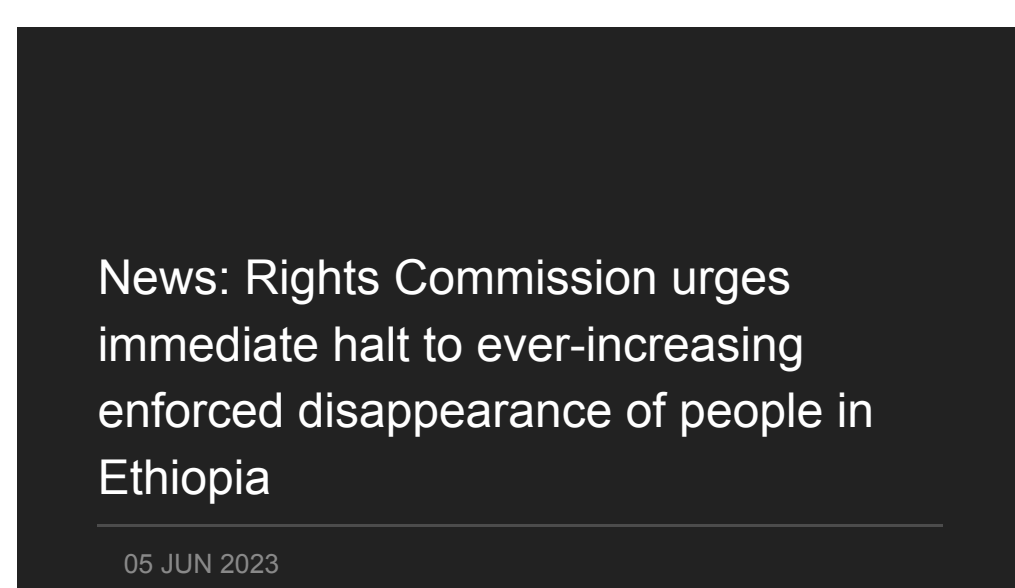 News: Rights Commission urges
immediate halt to ever-increasing
enforced disappearance of people in
Ethiopia
05 JUN 2023